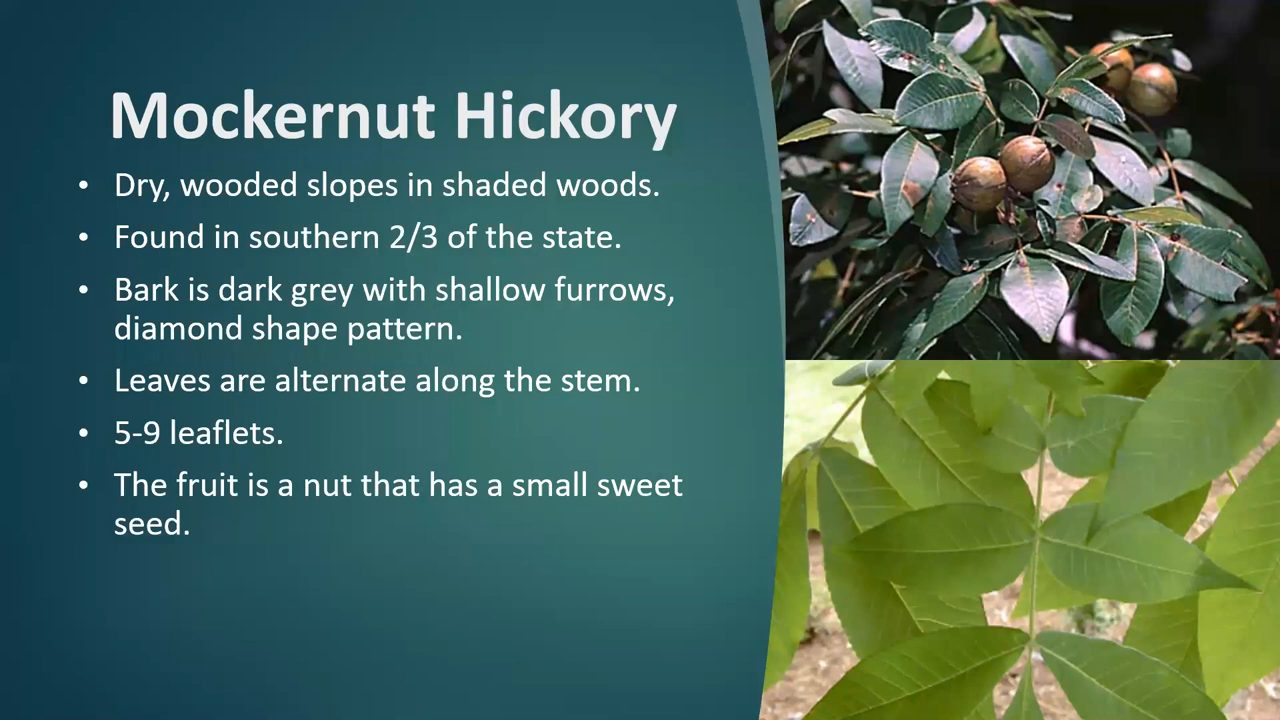 Mockernut Hickory
• Dry, wooded slopes in shaded woods.
• Found in southern 2/3 of the state.
• Bark is dark grey with shallow furrows,
diamond shape pattern.
• Leaves are alternate along the stem.
• 5-9 leaflets.
• The fruit is a nut that has a small sweet
seed.